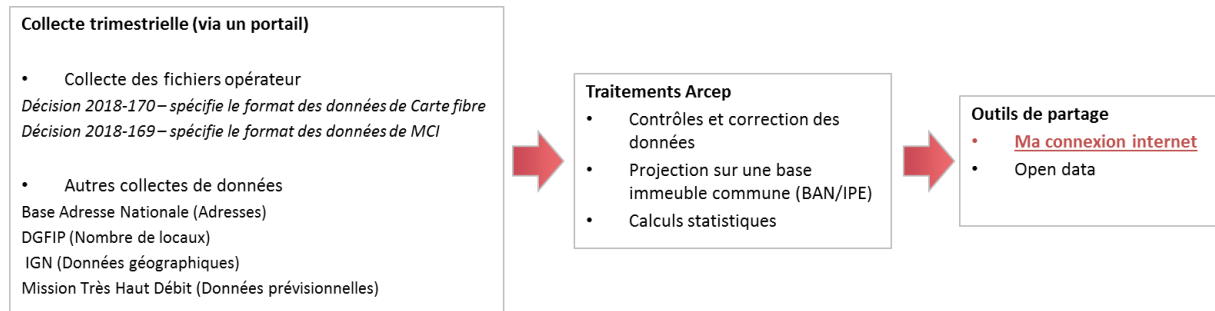 Collecte trimestrielle (via un portail)
• Collecte des fichiers opérateur
Décision 2018-170 – spécifie le format des données de Carte fibre
Décision 2018-169 – spécifie le format des données de MCI
• Autres collectes de données
Base Adresse Nationale (Adresses)
DGFIP (Nombre de locaux)
IGN (Données géographiques)
Mission Très Haut Débit (Données prévisionnelles)
Traitements Arcep
• Contrôles et correction des
données
• Projection sur une base
immeuble commune (BAN/IPE)
• Calculs statistiques
Outils de partage
• Ma connexion internet
• Open data